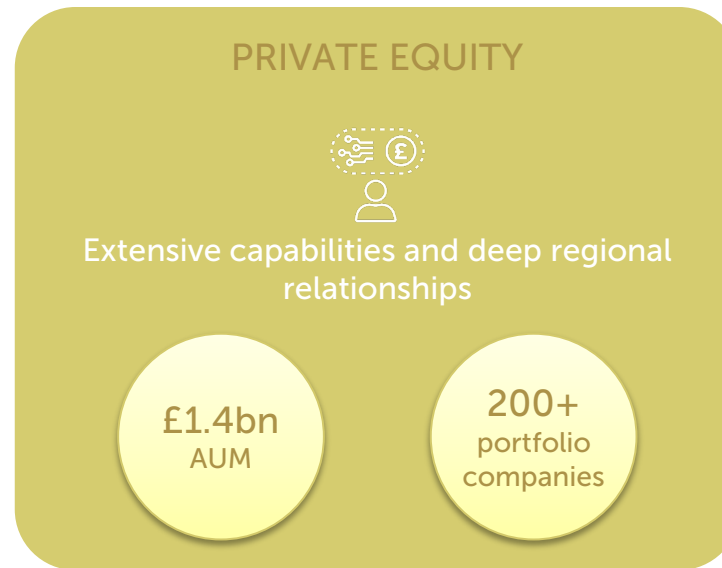 PRIVATE EQUITY
£
Extensive capabilities and deep regional
relationships
£1.4bn
AUM
200+
portfolio
companies